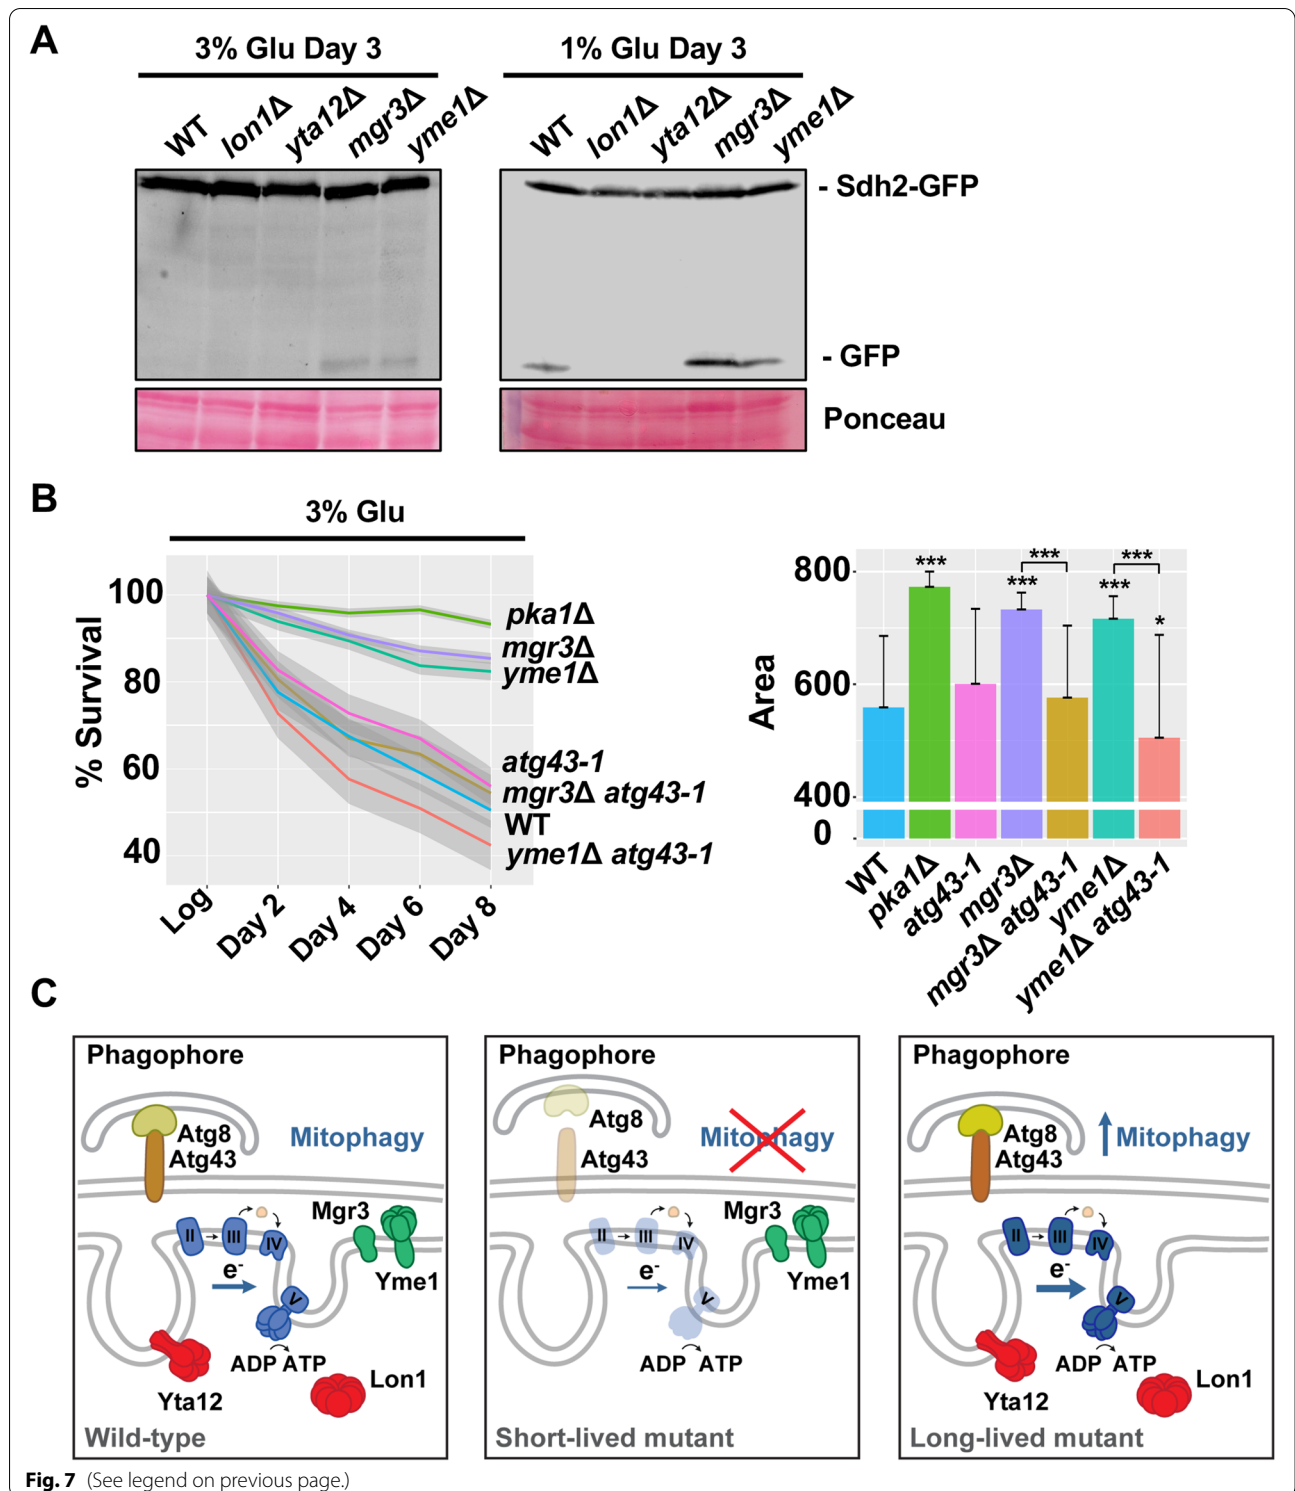 A
3% Glu Day 3
1% Glu Day 3
WT lon1Δ yta12Δ mgr3Δ yme1Δ
WT lon1Δ yta12Δ mgr3Δ yme1Δ
- Sdh2-GFP
- GFP
Ponceau
B
3% Glu
% Survival
100
80
60
40
pka1Δ
mgr3Δ
yme1Δ
atg43-1
mgr3Δ atg43-1
WT
yme1Δ atg43-1
Log Day 2 Day 4 Day 6 Day 8
Area
800
600
400
0
*** *** *** *** *** *
WT pka1Δ atg43-1 mgr3Δ mgr3Δ atg43-1 yme1Δ yme1Δ atg43-1
C
Phagophore
Atg8
Atg43
Mitophagy
Mgr3
II III IV
e-
Yme1
V
ADP ATP
Lon1
Yta12
Wild-type
Phagophore
Atg8
Mitophagy
Atg43
Mgr3
II III IV
e-
Yme1
V
ADP ATP
Short-lived mutant
Phagophore
Atg8
Atg43
Mitophagy
II III IV
e-
V
ADP ATP
Lon1
Yta12
Long-lived mutant
Fig. 7 (See legend on previous page.)